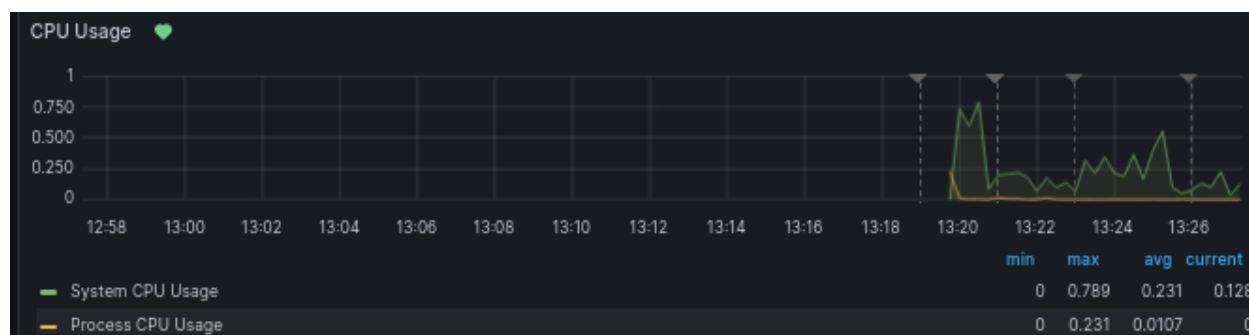 CPU Usage
1
0.750
0.500
0.250
0
12:58 13:00 13:02 13:04 13:06 13:08 13:10 13:12 13:14 13:16 13:18 13:20 13:22 13:24 13:26
min max avg current
System CPU Usage 0 0.789 0.231 0.128
Process CPU Usage 0 0.231 0.0107 0